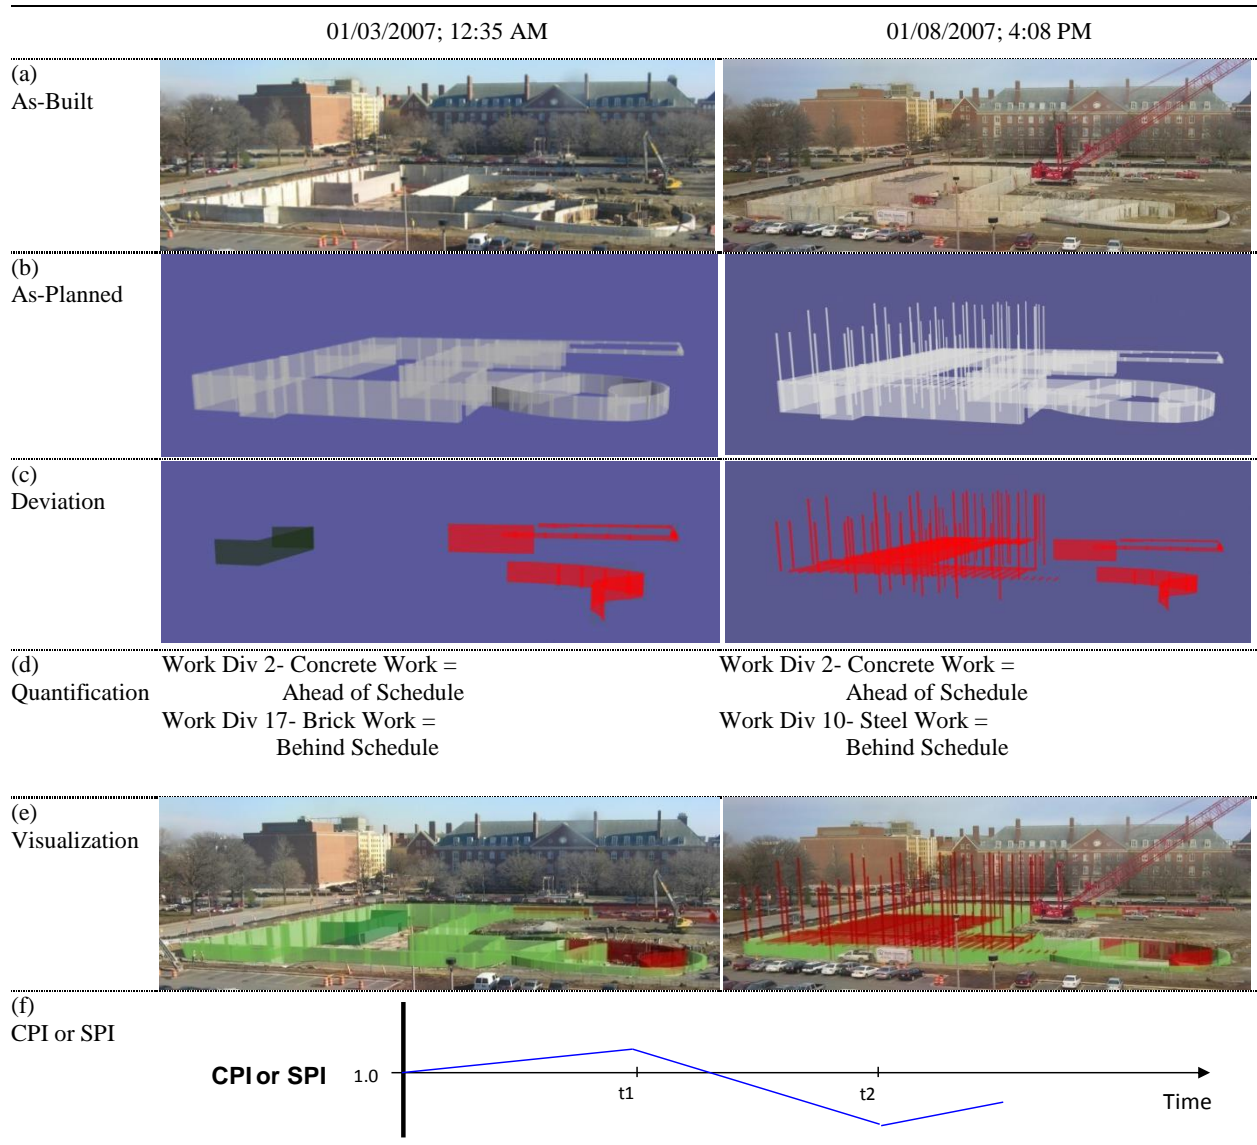 01/03/2007; 12:35 AM
01/08/2007; 4:08 PM
(a)
As-Built
(b)
As-Planned
(c)
Deviation
(d)
Quantification
Work Div 2- Concrete Work =
Ahead of Schedule
Work Div 17- Brick Work =
Behind Schedule
Work Div 2- Concrete Work =
Ahead of Schedule
Work Div 10- Steel Work =
Behind Schedule
(e)
Visualization
(f)
CPI or SPI
CPI or SPI
1.0
t1
t2
Time